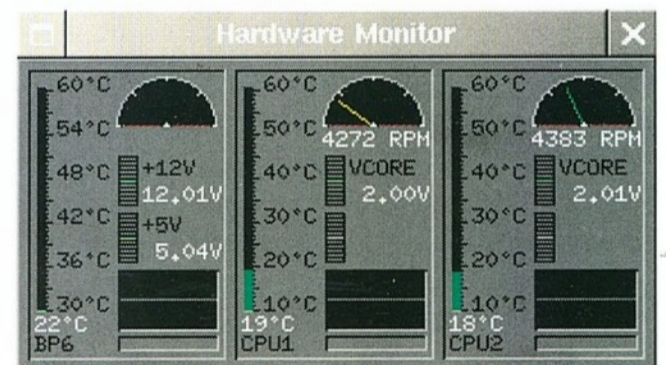 Hardware Monitor
60°C
54°C
48°C
42°C
36°C
30°C
+12V
12.01V
+5V
5.04V
22°C
BP6
60°C
50°C
40°C
30°C
20°C
10°C
4272 RPM
VCORE
2.00V
19°C
CPU1
60°C
50°C
40°C
30°C
20°C
10°C
4383 RPM
VCORE
2.01V
18°C
CPU2